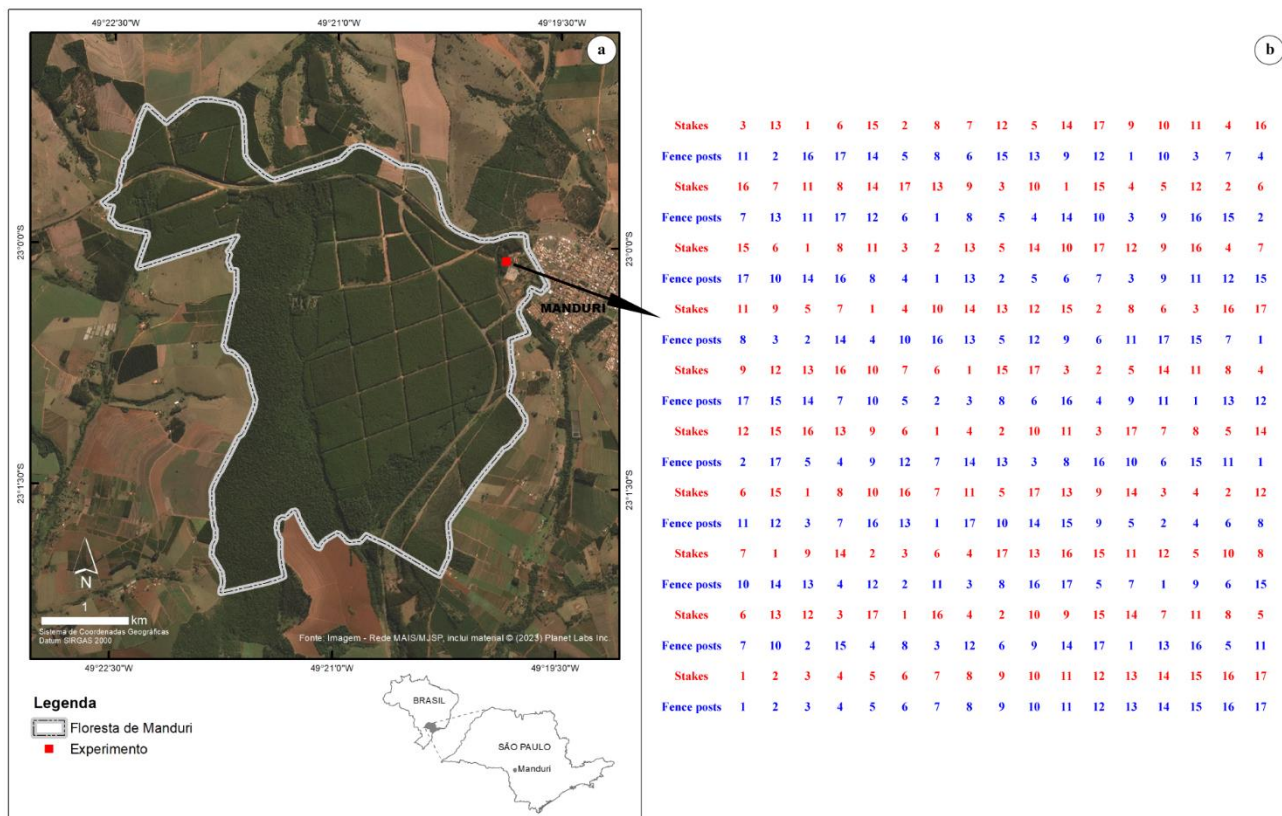 49°22'30"W 49°21'0"W 49°19'30"W
a
b
23°0'0"S
23°0'0"S
MANDURI
23°1'30"S
23°1'30"S
N
1
km
Sistema de Coordenadas Geográficas
Datum SIRGAS 2000
Fonte: Imagem - Rede MAIS/MJSP, inclui material © (2023) Planet Labs Inc.
49°22'30"W 49°21'0"W 49°19'30"W
Legenda
Floresta de Manduri
Experimento
BRASIL
SÃO PAULO
Manduri
Stakes 3 13 1 6 15 2 8 7 12 5 14 17 9 10 11 4 16
Fence posts 11 2 16 17 14 5 8 6 15 13 9 12 1 10 3 7 4
Stakes 16 7 11 8 14 17 13 9 3 10 1 15 4 5 12 2 6
Fence posts 7 13 11 17 12 6 1 8 5 4 14 10 3 9 16 15 2
Stakes 15 6 1 8 11 3 2 13 5 14 10 17 12 9 16 4 7
Fence posts 17 10 14 16 8 4 1 13 2 5 6 7 3 9 11 12 15
Stakes 11 9 5 7 1 4 10 14 13 12 15 2 8 6 3 16 17
Fence posts 8 3 2 14 4 10 16 13 5 12 9 6 11 17 15 7 1
Stakes 9 12 13 16 10 7 6 1 15 17 3 2 5 14 11 8 4
Fence posts 17 15 14 7 10 5 2 3 8 6 16 4 9 11 1 13 12
Stakes 12 15 16 13 9 6 1 4 2 10 11 3 17 7 8 5 14
Fence posts 2 17 5 4 9 12 7 14 13 3 8 16 10 6 15 11 1
Stakes 6 15 1 8 10 16 7 11 5 17 13 9 14 3 4 2 12
Fence posts 11 12 3 7 16 13 1 17 10 14 15 9 5 2 4 6 8
Stakes 7 1 9 14 2 3 6 4 17 13 16 15 11 12 5 10 8
Fence posts 10 14 13 4 12 2 11 3 8 16 17 5 7 1 9 6 15
Stakes 6 13 12 3 17 1 16 4 2 10 9 15 14 7 11 8 5
Fence posts 7 10 2 15 4 8 3 12 6 9 14 17 1 13 16 5 11
Stakes 1 2 3 4 5 6 7 8 9 10 11 12 13 14 15 16 17
Fence posts 1 2 3 4 5 6 7 8 9 10 11 12 13 14 15 16 17